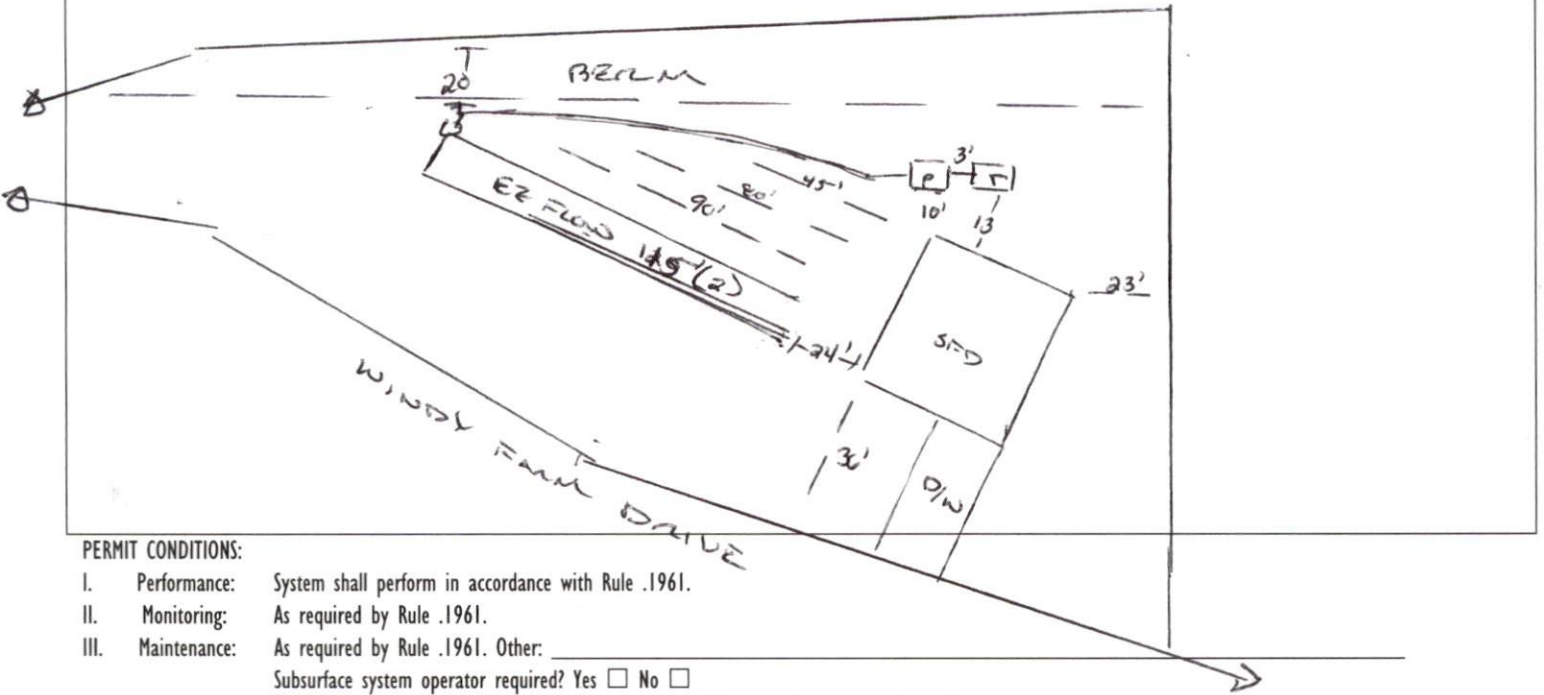 20
BERM
15
3'
P
T
45'
80'
10'
13
90'
EZ FLOW (2)
23'
24'
SFD
WINDY FARM DRIVE
D/W
PERMIT CONDITIONS:
I. Performance: System shall perform in accordance with Rule .1961.
II. Monitoring: As required by Rule .1961.
III. Maintenance: As required by Rule .1961. Other:
Subsurface system operator required? Yes □ No □